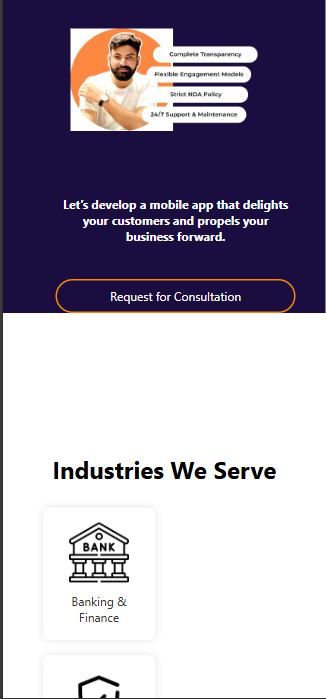 Complete Transparency
Flexible Engagement Models
Strict NDA Policy
24/7 Support & Maintenance
Let's develop a mobile app that delights
your customers and propels your
business forward.
Request for Consultation
Industries We Serve
BANK
Banking &
Finance